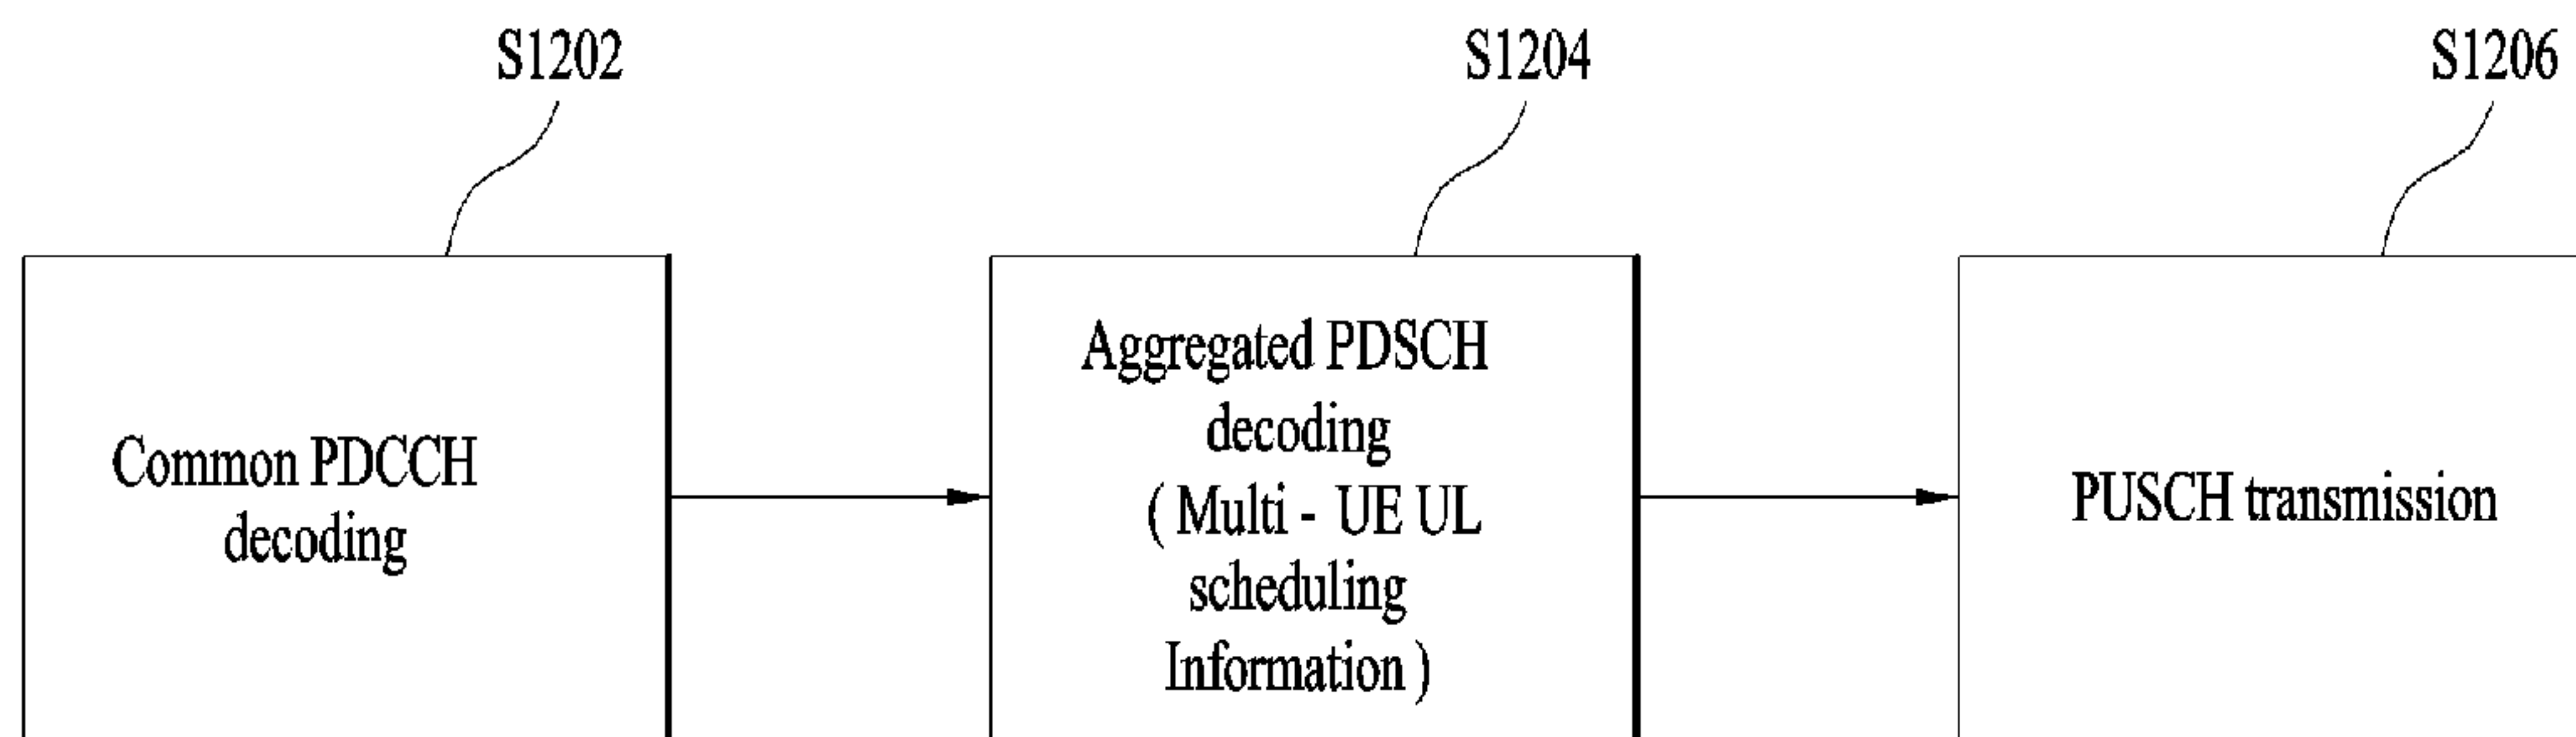 S1202
S1204
S1206
Common PDCCH
decoding
Aggregated PDSCH
decoding
( Multi - UE UL
scheduling
Information )
PUSCH transmission